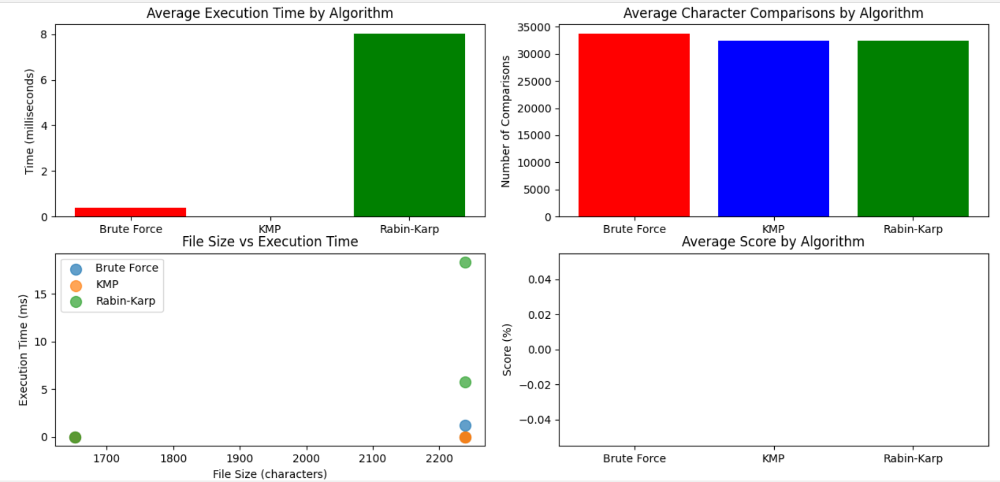 Average Execution Time by Algorithm
Time (milliseconds)
8
6
4
2
0
Brute Force KMP Rabin-Karp
Average Character Comparisons by Algorithm
Number of Comparisons
35000
30000
25000
20000
15000
10000
5000
0
Brute Force KMP Rabin-Karp
File Size vs Execution Time
Brute Force
KMP
Rabin-Karp
Execution Time (ms)
15
10
5
0
1700 1800 1900 2000 2100 2200
File Size (characters)
Average Score by Algorithm
Score (%)
0.04
0.02
0.00
−0.02
−0.04
Brute Force KMP Rabin-Karp